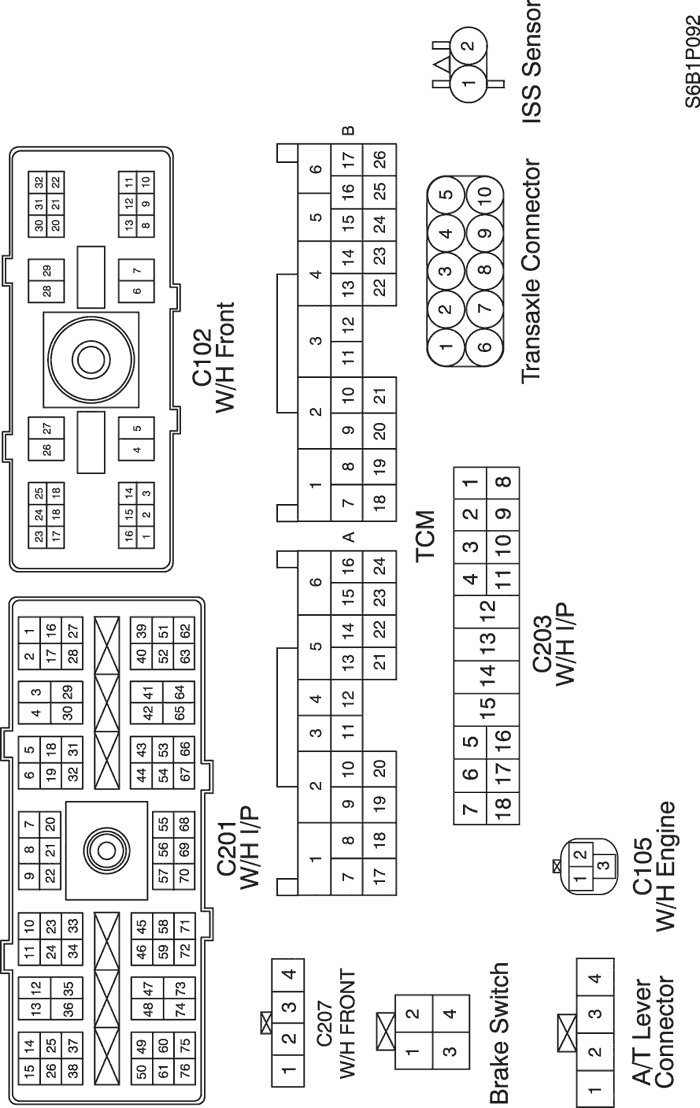 15 14 13 12 11 10 9 8 7 6 5 4 3 2 1
26 25 24 23 22 21 20 19 18 17 16
38 37 36 35 34 33 32 31 30 29 28 27
50 49 48 47 46 45 57 56 55 44 43 42 41 40 39
61 60 59 58 54 53 52 51
76 75 74 73 72 71 70 69 68 67 66 65 64 63 62
C201
W/H I/P
23 24 25 26 27 28 29 30 31 32
17 18 18 20 21 22
16 15 14 4 5 6 7 13 12 11
1 2 3 8 9 10
C102
W/H Front
1 2 3 4
C207
W/H FRONT
A
1 2 3 4 5 6
7 8 9 10 11 12 13 14 15 16
17 18 19 20 21 22 23 24
B
1 2 3 4 5 6
7 8 9 10 11 12 13 14 15 16 17
18 19 20 21 22 23 24 25 26
TCM
1 2
3 4
Brake Switch
7 6 5 4 3 2 1
15 14 13 12
18 17 16 11 10 9 8
C203
W/H I/P
1 2 3 4 5
6 7 8 9 10
Transaxle Connector
1 2
ISS Sensor
1 2 3 4
A/T Lever
Connector
1 2
3
C105
W/H Engine
S6B1P092